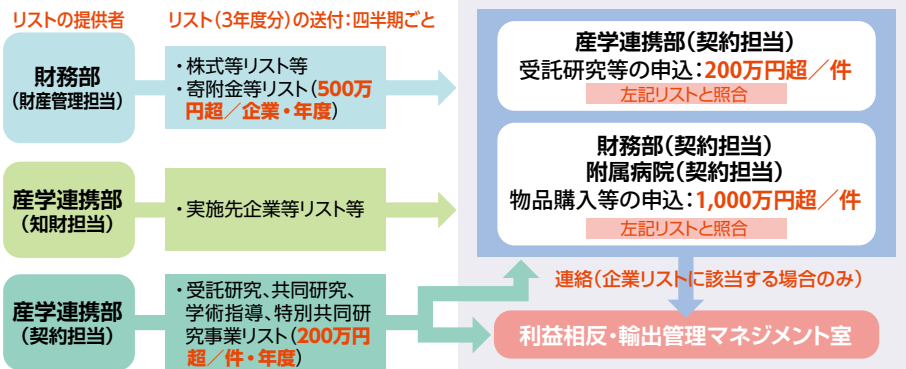 リストの提供者
リスト（3年度分）の送付：四半期ごと
財務部
（財産管理担当）
・株式等リスト等
・寄附金等リスト（500万
円超／企業・年度）
産学連携部
（知財担当）
・実施先企業等リスト等
産学連携部
（契約担当）
・受託研究、共同研究、
学術指導、特別共同研
究事業リスト（200万円
超／件・年度）
産学連携部（契約担当）
受託研究等の申込：200万円超／件
左記リストと照合
財務部（契約担当）
附属病院（契約担当）
物品購入等の申込：1,000万円超／件
左記リストと照合
連絡（企業リストに該当する場合のみ）
利益相反・輸出管理マネジメント室